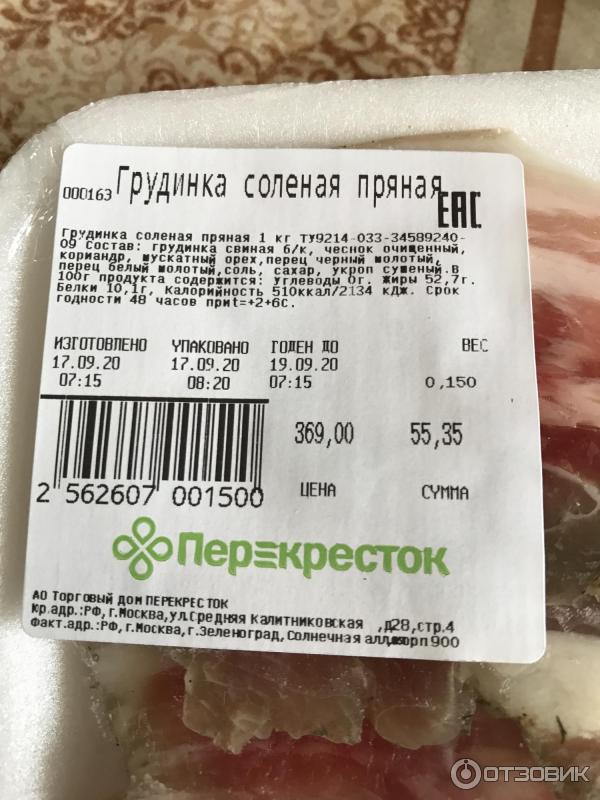 000163 Грудинка соленая пряная
EAC
Грудинка соленая пряная 1 кг ТУ9214-033-34589240-
09 Состав: грудинка свиная б/к, чеснок очищенный,
кориандр, мускатный орех,перец черный молотый,
перец белый молотый,соль, сахар, укроп сушеный.В
100г продукта содержится: Углеводы 0г. Жиры 52,7г.
Белки 10,1г, Калорийность 510ккал/2134 кДж. Срок
годности 48 часов приt=+2+6С.
ИЗГОТОВЛЕНО УПАКОВАНО ГОДЕН ДО ВЕС
17.09.20 17.09.20 19.09.20
07:15 08:20 07:15 0,150
369,00 55,35
ЦЕНА СУММА
2 562607 001500
Перекресток
АО Торговый дом ПЕРЕКРЕСТОК
Юр.адр.:РФ,г.Москва,ул.Средняя Калитниковская ,д28,стр.4
Факт.адр.:РФ,г.Москва,г.Зеленоград,Солнечная 900
ОТЗОВИК